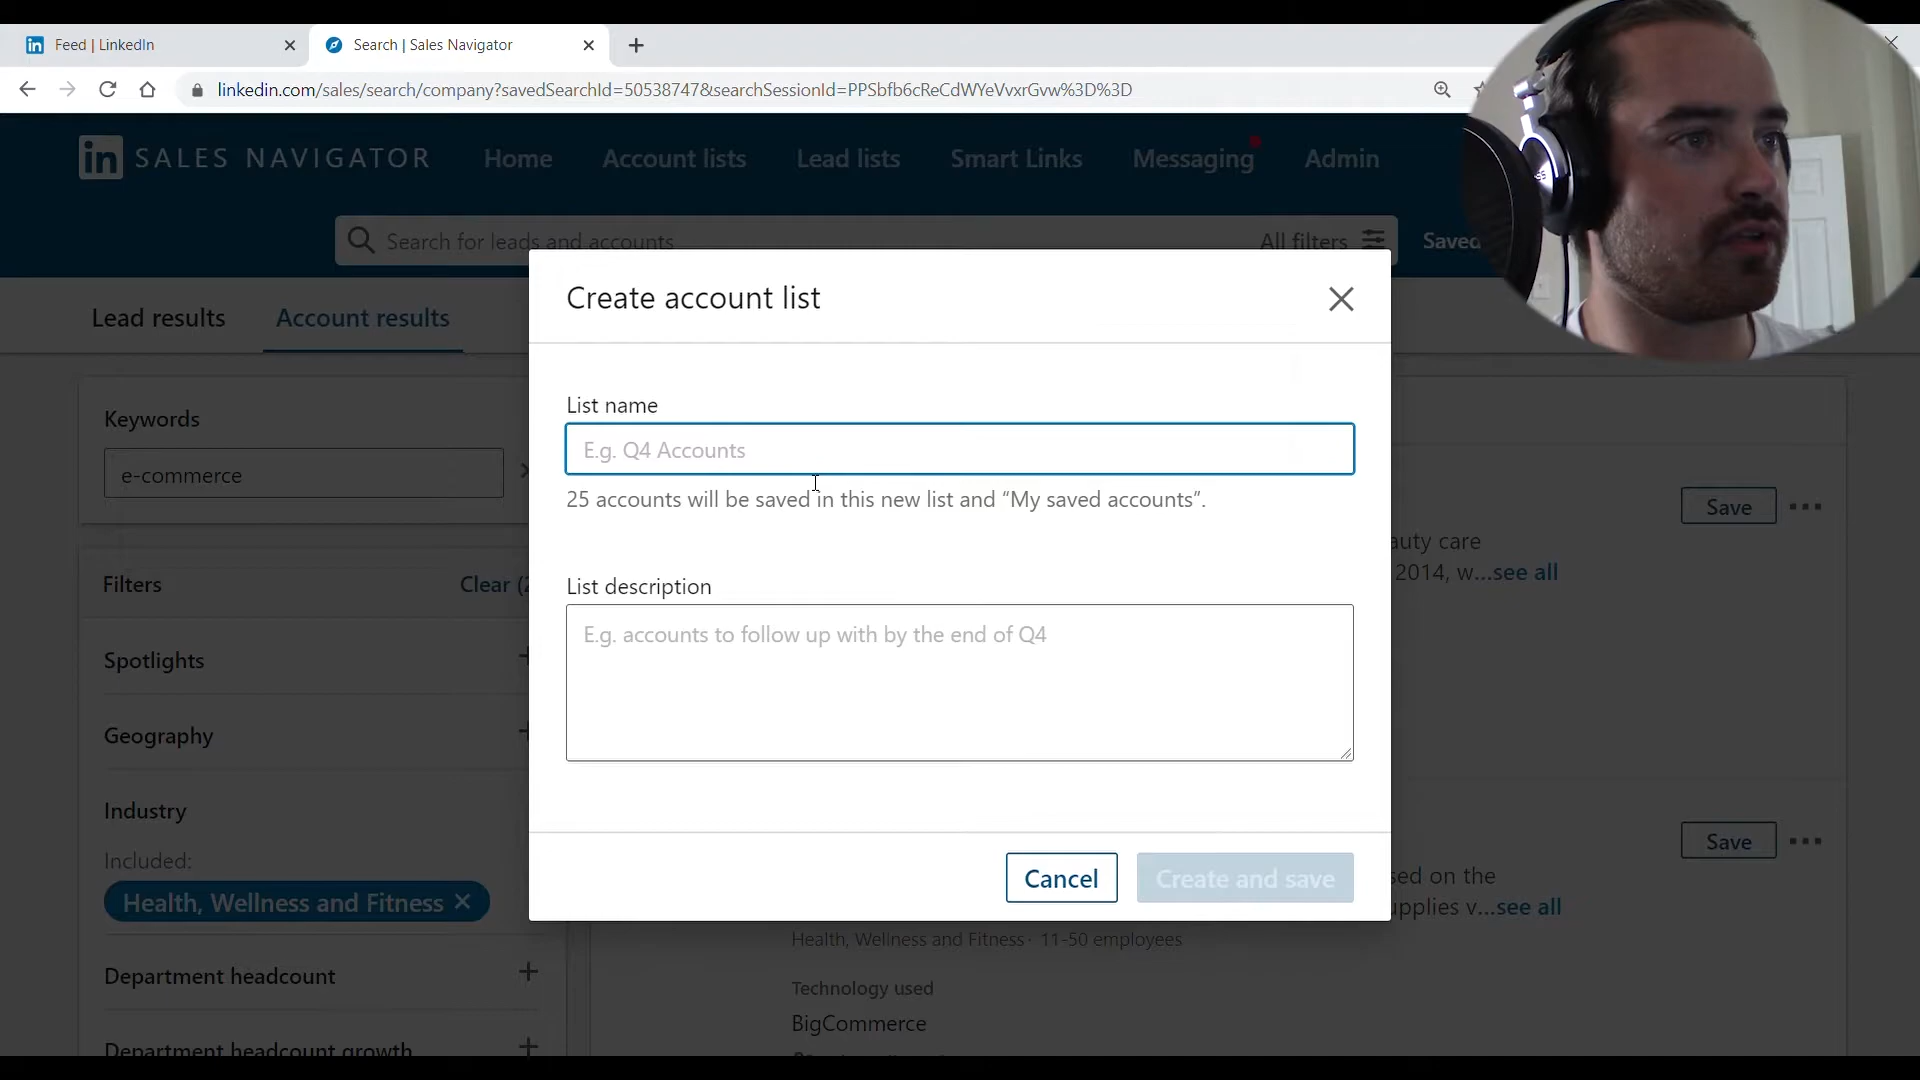 Feed | LinkedIn
Search | Sales Navigator
linkedin.com/sales/search/company?savedSearchId=50538747&searchSessionId=PPSbfb6cReCdWYeVvxrGvw%3D%3D
in SALES NAVIGATOR
Home
Account lists
Lead lists
Smart Links
Messaging
Admin
Search for leads and accounts
All filters
Saved
Lead results
Account results
Create account list
Keywords
e-commerce
List name
E.g. Q4 Accounts
25 accounts will be saved in this new list and “My saved accounts”.
Save
auty care
2014, w...see all
Filters
Clear (2
List description
E.g. accounts to follow up with by the end of Q4
Spotlights
Geography
Industry
Included:
Health, Wellness and Fitness
Cancel
Create and save
Save
sed on the
upplies v...see all
Health, Wellness and Fitness · 11-50 employees
Department headcount
Technology used
BigCommerce
Department headcount growth